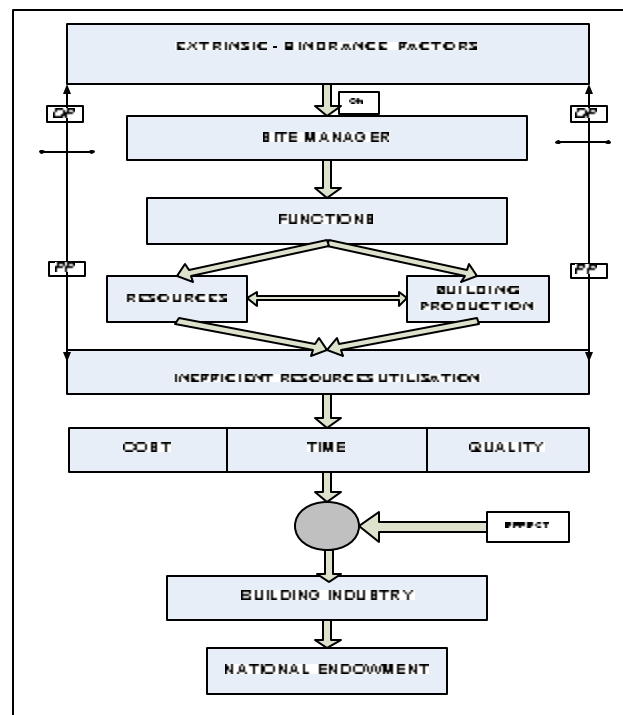 EXTRINSIC - HINDRANCE FACTORS
ON
DP
DP
SITE MANAGER
FUNCTIONS
PP
PP
RESOURCES
BUILDING
PRODUCTION
INEFFICIENT RESOURCES UTILISATION
COST
TIME
QUALITY
EFFECT
BUILDING INDUSTRY
NATIONAL ENDOWMENT